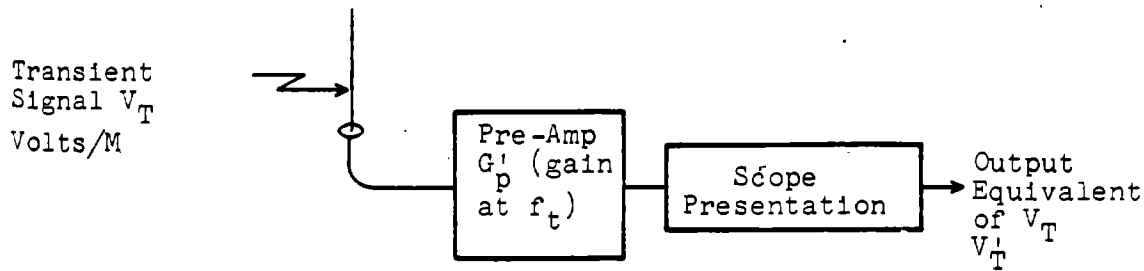 Transient
Signal V_T
Volts/M
Pre-Amp
G'_p (gain
at f_t)
Scope
Presentation
Output
Equivalent
of V_T
V'_T